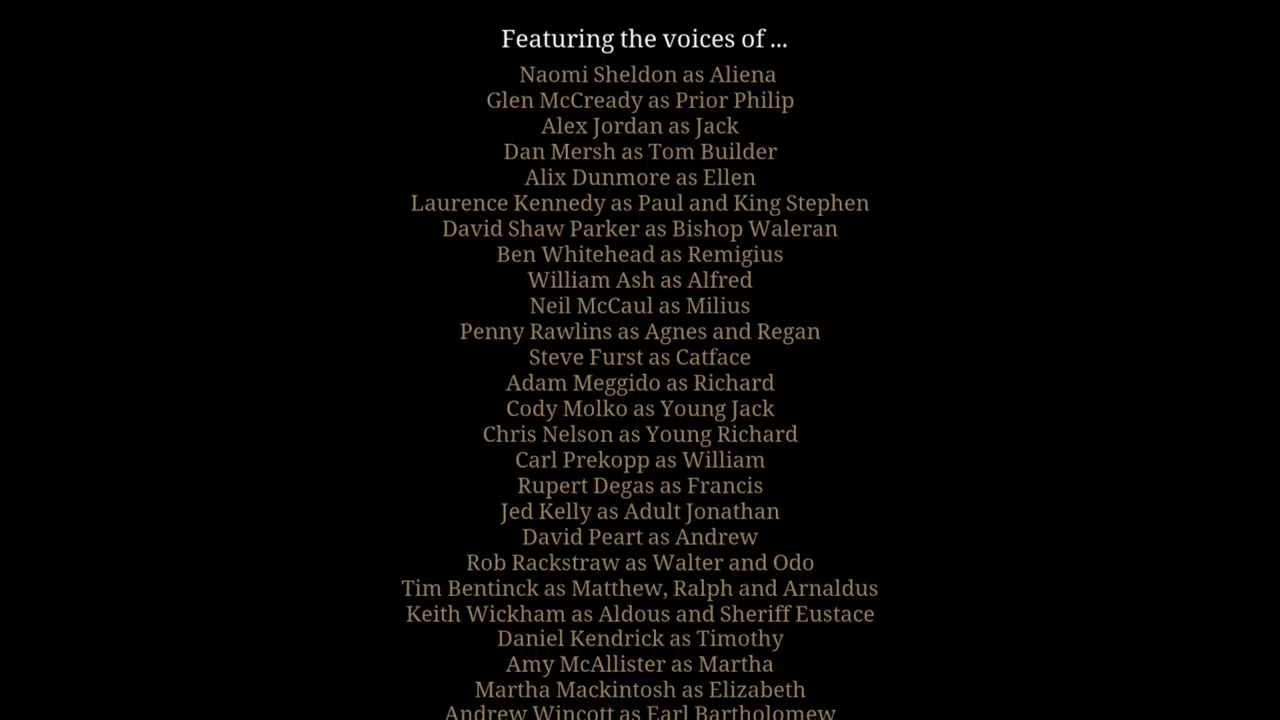 Featuring the voices of ...
Naomi Sheldon as Aliena
Glen McCready as Prior Philip
Alex Jordan as Jack
Dan Mersh as Tom Builder
Alix Dunmore as Ellen
Laurence Kennedy as Paul and King Stephen
David Shaw Parker as Bishop Waleran
Ben Whitehead as Remigius
William Ash as Alfred
Neil McCaul as Milius
Penny Rawlins as Agnes and Regan
Steve Furst as Catface
Adam Meggido as Richard
Cody Molko as Young Jack
Chris Nelson as Young Richard
Carl Prekopp as William
Rupert Degas as Francis
Jed Kelly as Adult Jonathan
David Peart as Andrew
Rob Rackstraw as Walter and Odo
Tim Bentinck as Matthew, Ralph and Arnaldus
Keith Wickham as Aldous and Sheriff Eustace
Daniel Kendrick as Timothy
Amy McAllister as Martha
Martha Mackintosh as Elizabeth
Andrew Wincott as Earl Bartholomew